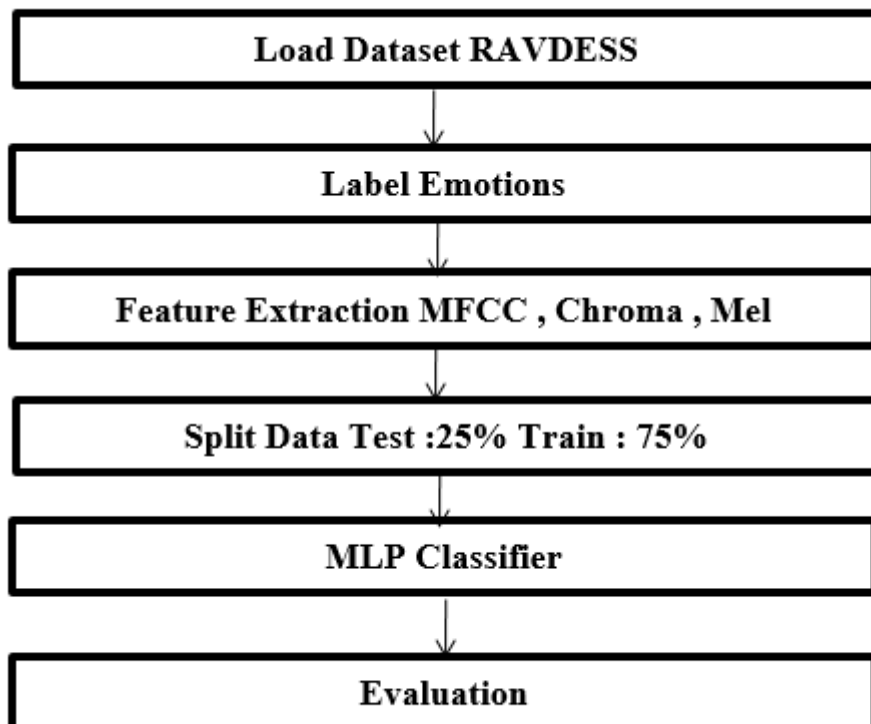 Load Dataset RAVDESS
Label Emotions
Feature Extraction MFCC , Chroma , Mel
Split Data Test :25% Train : 75%
MLP Classifier
Evaluation